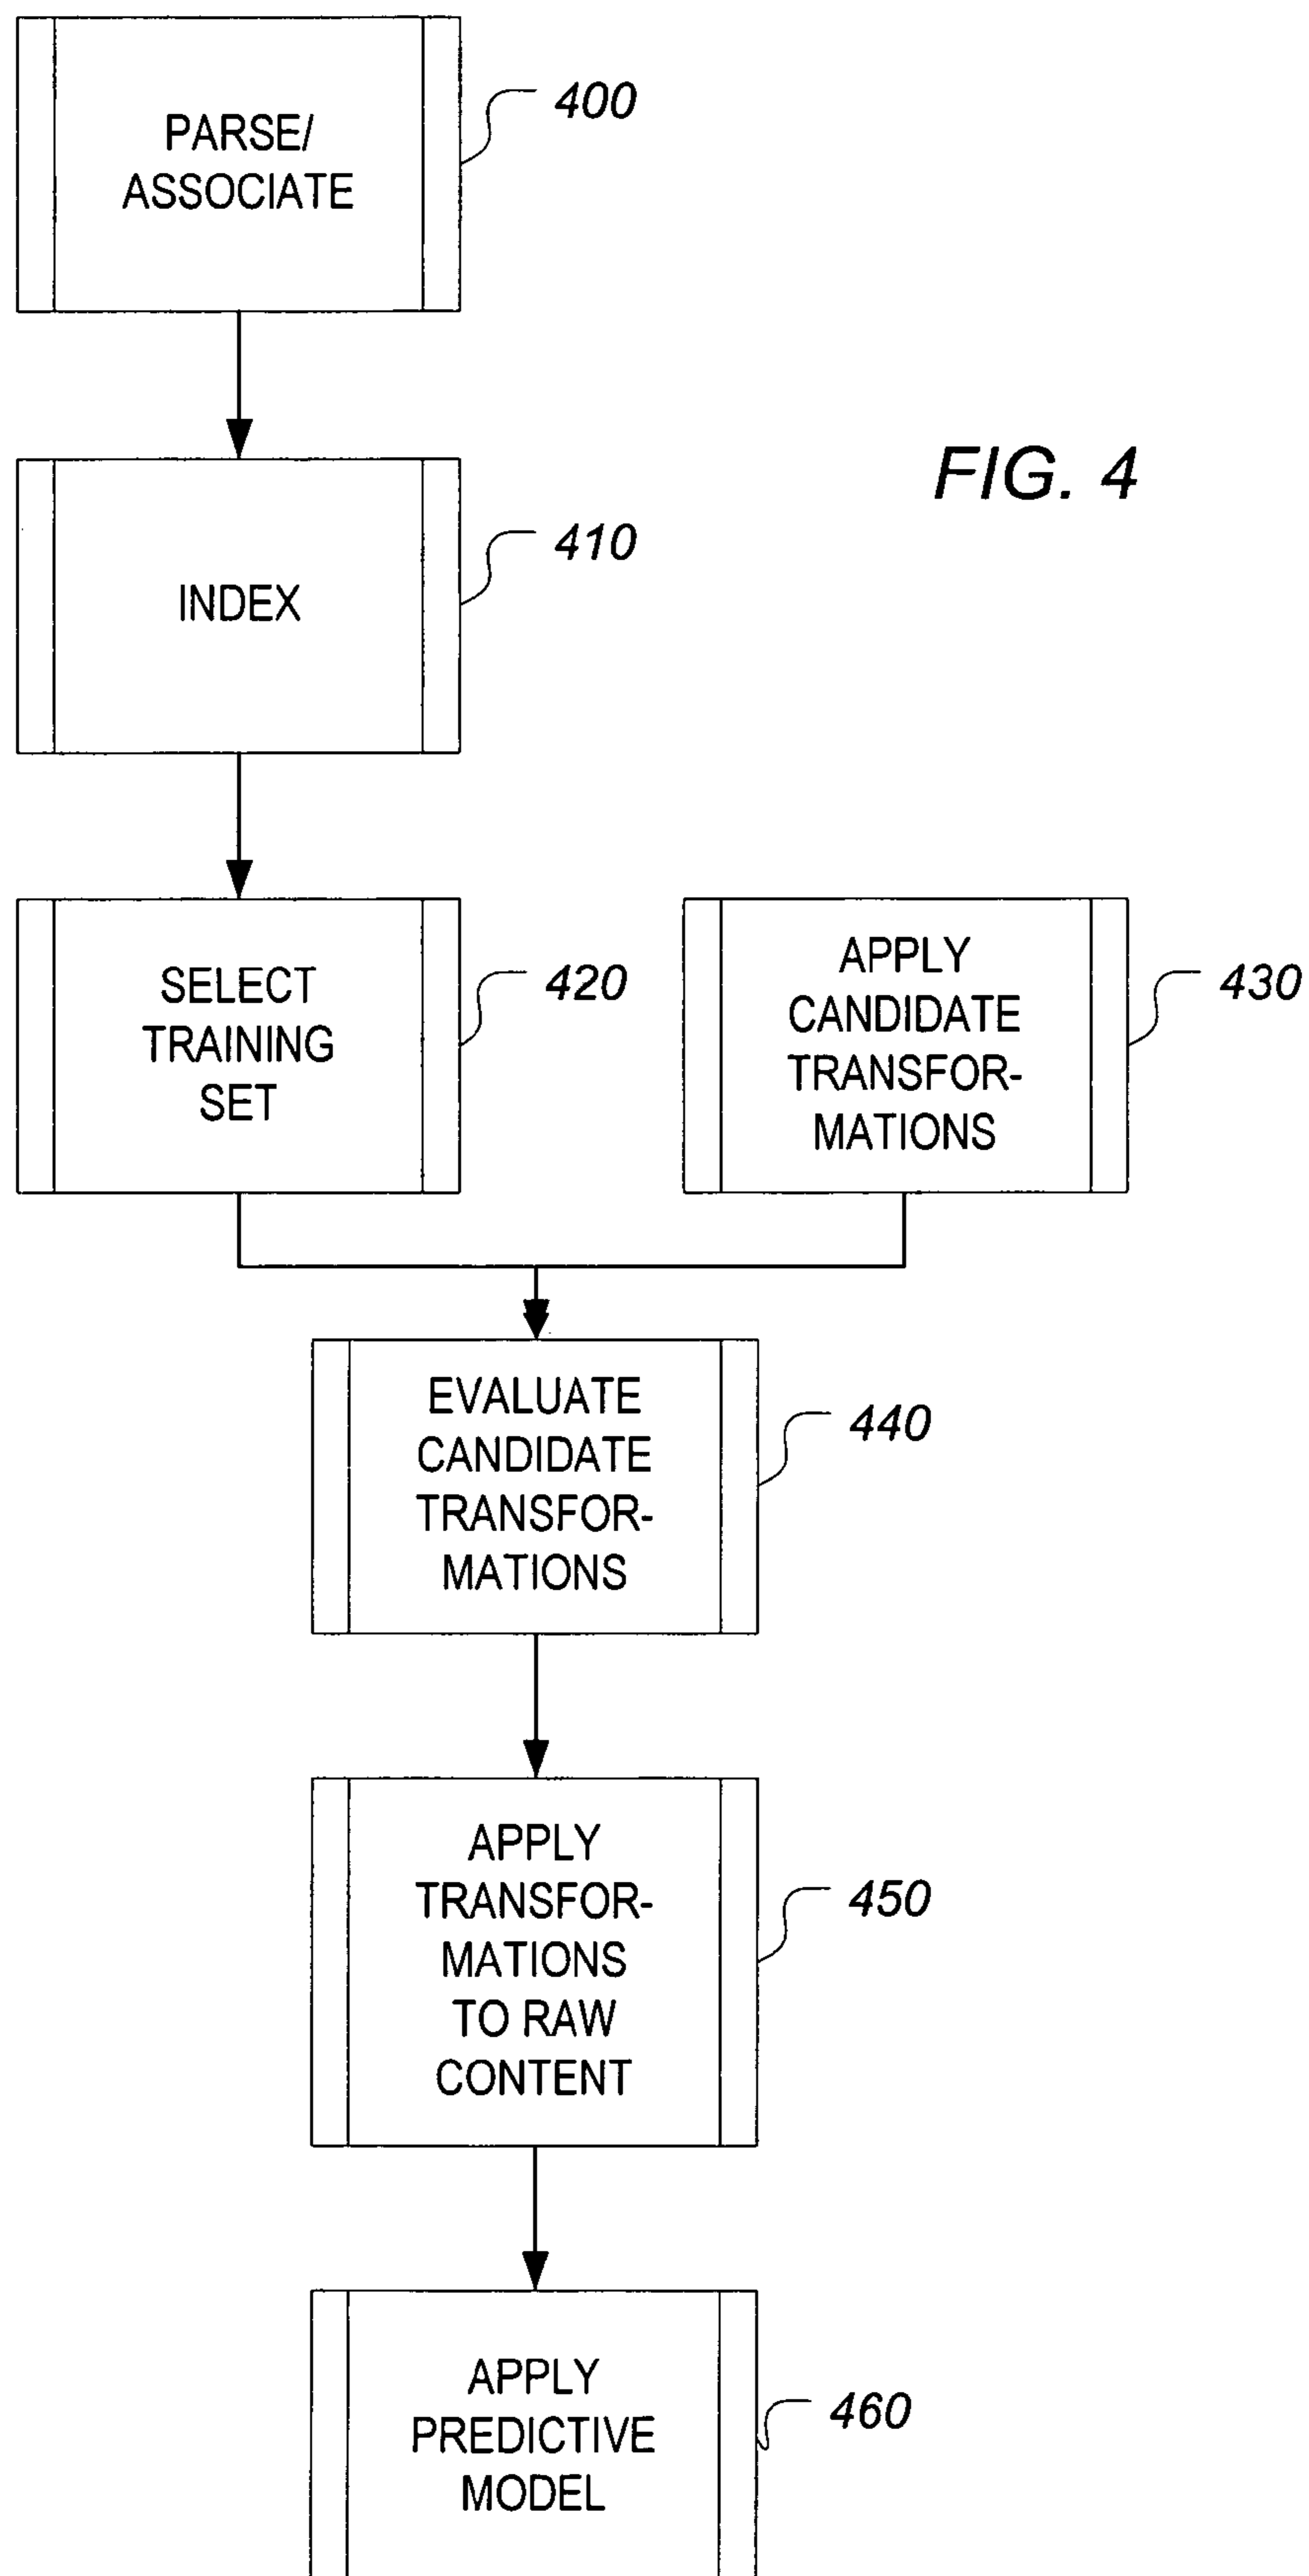 PARSE/
ASSOCIATE
400
FIG. 4
INDEX
410
SELECT
TRAINING
SET
420
APPLY
CANDIDATE
TRANSFOR-
MATIONS
430
EVALUATE
CANDIDATE
TRANSFOR-
MATIONS
440
APPLY
TRANSFOR-
MATIONS
TO RAW
CONTENT
450
APPLY
PREDICTIVE
MODEL
460